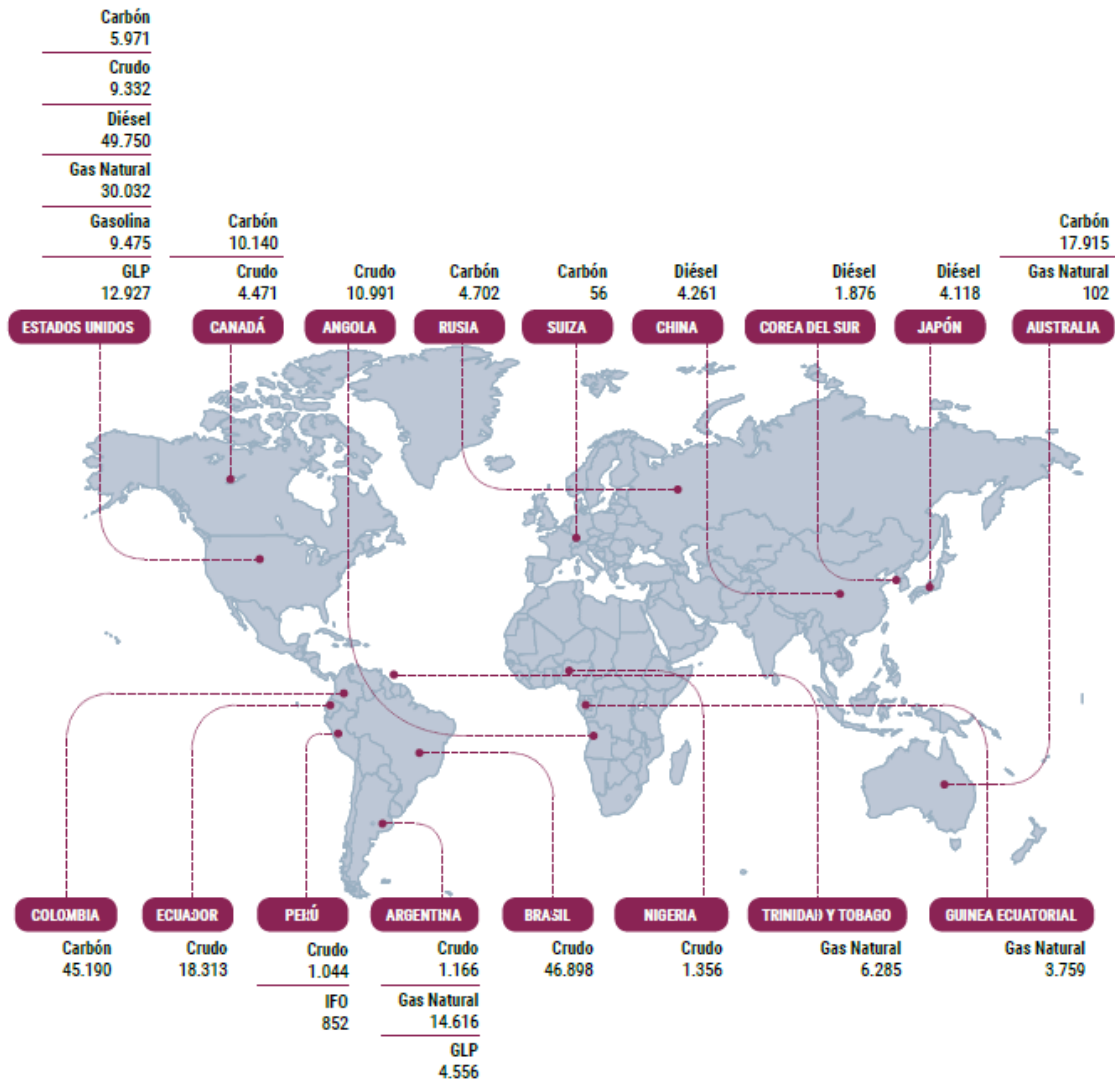 Carbón
5.971
Crudo
9.332
Diésel
49.750
Gas Natural
30.032
Gasolina
9.475
GLP
12.927
ESTADOS UNIDOS
Carbón
10.140
Crudo
4.471
CANADÁ
Crudo
10.991
ANGOLA
Carbón
4.702
RUSIA
Carbón
56
SUIZA
Diésel
4.261
CHINA
Diésel
1.876
COREA DEL SUR
Diésel
4.118
JAPÓN
Carbón
17.915
Gas Natural
102
AUSTRALIA
COLOMBIA
Carbón
45.190
ECUADOR
Crudo
18.313
PERÚ
Crudo
1.044
IFO
852
ARGENTINA
Crudo
1.166
Gas Natural
14.616
GLP
4.556
BRASIL
Crudo
46.898
NIGERIA
Crudo
1.356
TRINIDAD Y TOBAGO
Gas Natural
6.285
GUINEA ECUATORIAL
Gas Natural
3.759